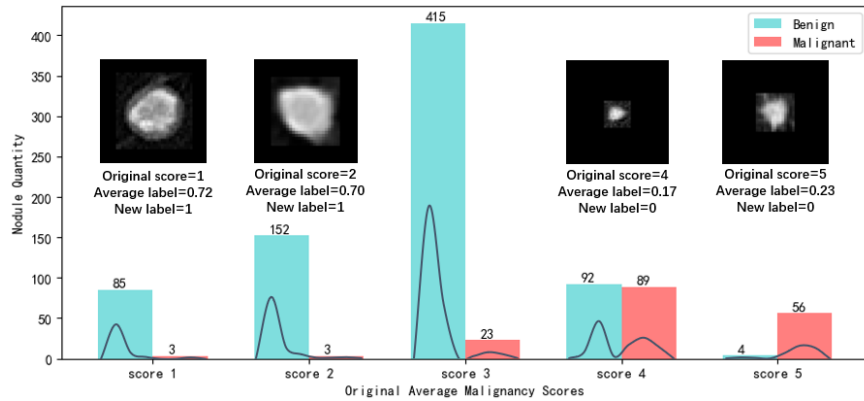 415
Benign
Malignant
400
350
300
250
200
150
100
50
0
Nodule Quantity
Original score=1
Average label=0.72
New label=1
Original score=2
Average label=0.70
New label=1
Original score=4
Average label=0.17
New label=0
Original score=5
Average label=0.23
New label=0
85
3
152
3
23
92
89
4
56
score 1
score 2
score 3
score 4
score 5
Original Average Malignancy Scores